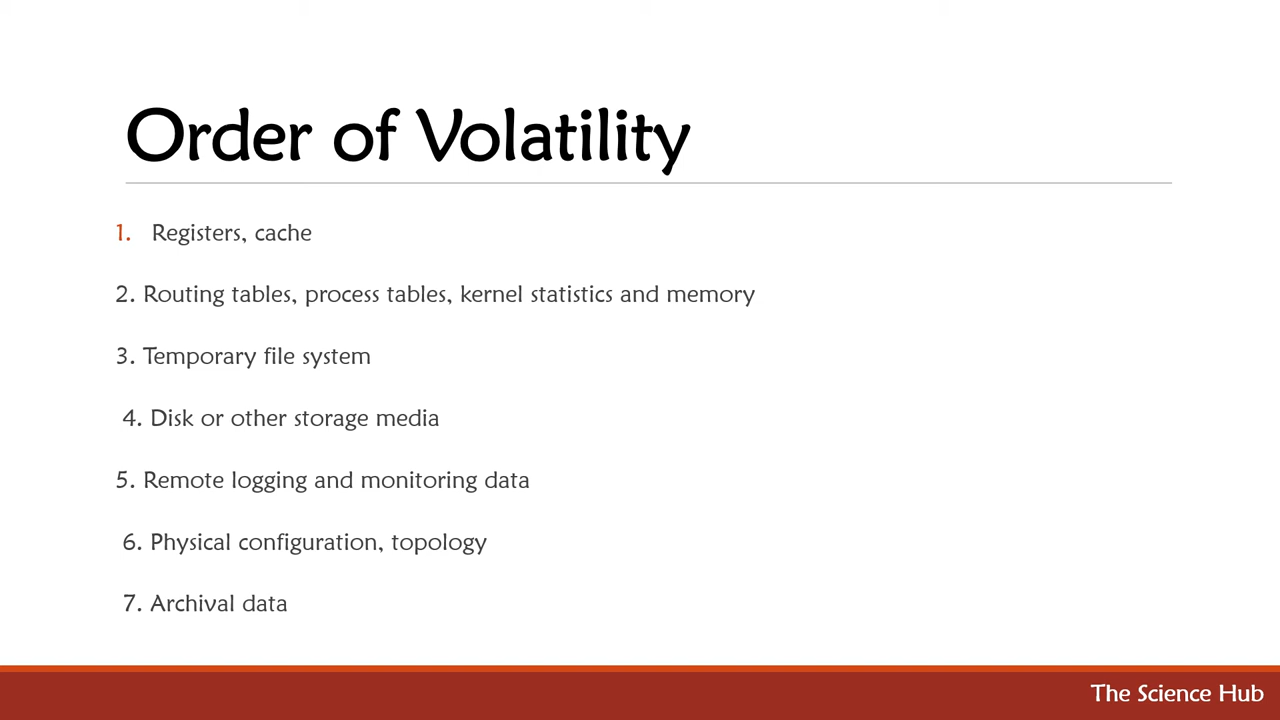 Order of Volatility
1. Registers, cache
2. Routing tables, process tables, kernel statistics and memory
3. Temporary file system
4. Disk or other storage media
5. Remote logging and monitoring data
6. Physical configuration, topology
7. Archival data
The Science Hub